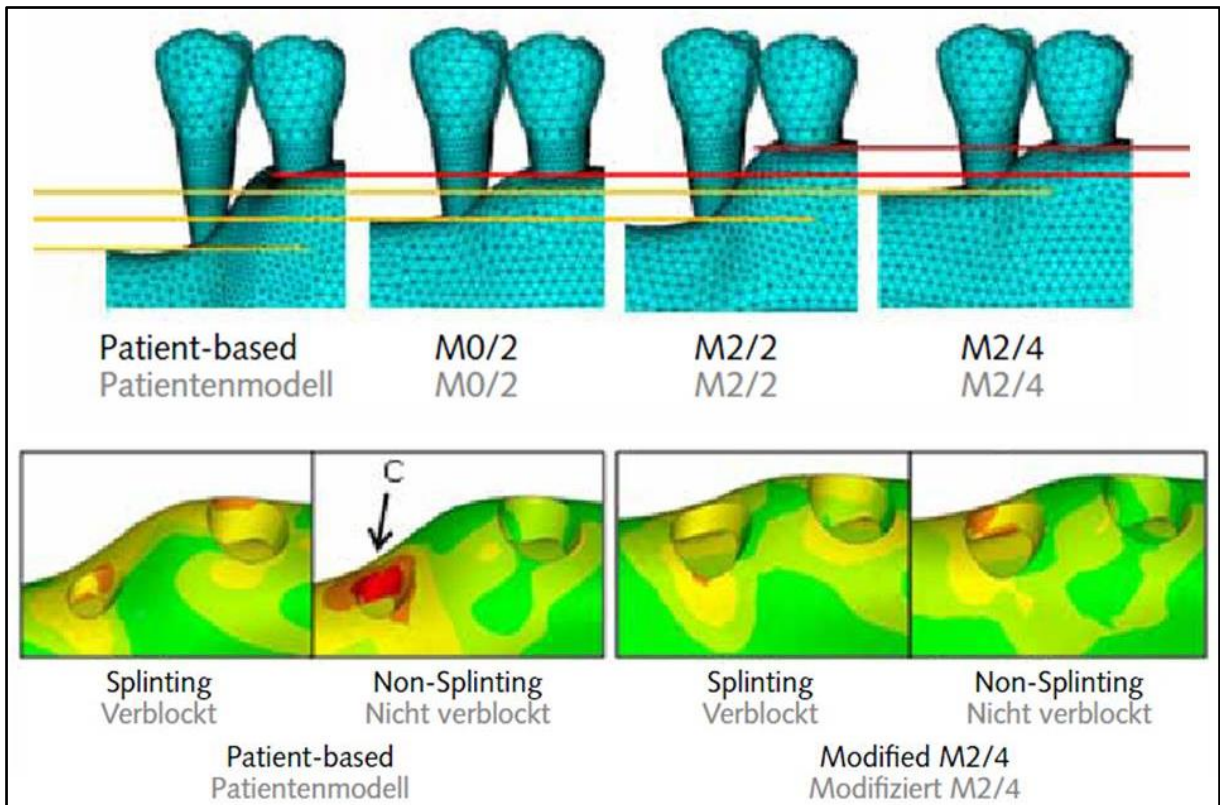 Patient-based M0/2 M2/2 M2/4
Patientenmodell M0/2 M2/2 M2/4
C
Splinting Non-Splinting Splinting Non-Splinting
Verblockt Nicht verblockt Verblockt Nicht verblockt
Patient-based Modified M2/4
Patientenmodell Modifiziert M2/4